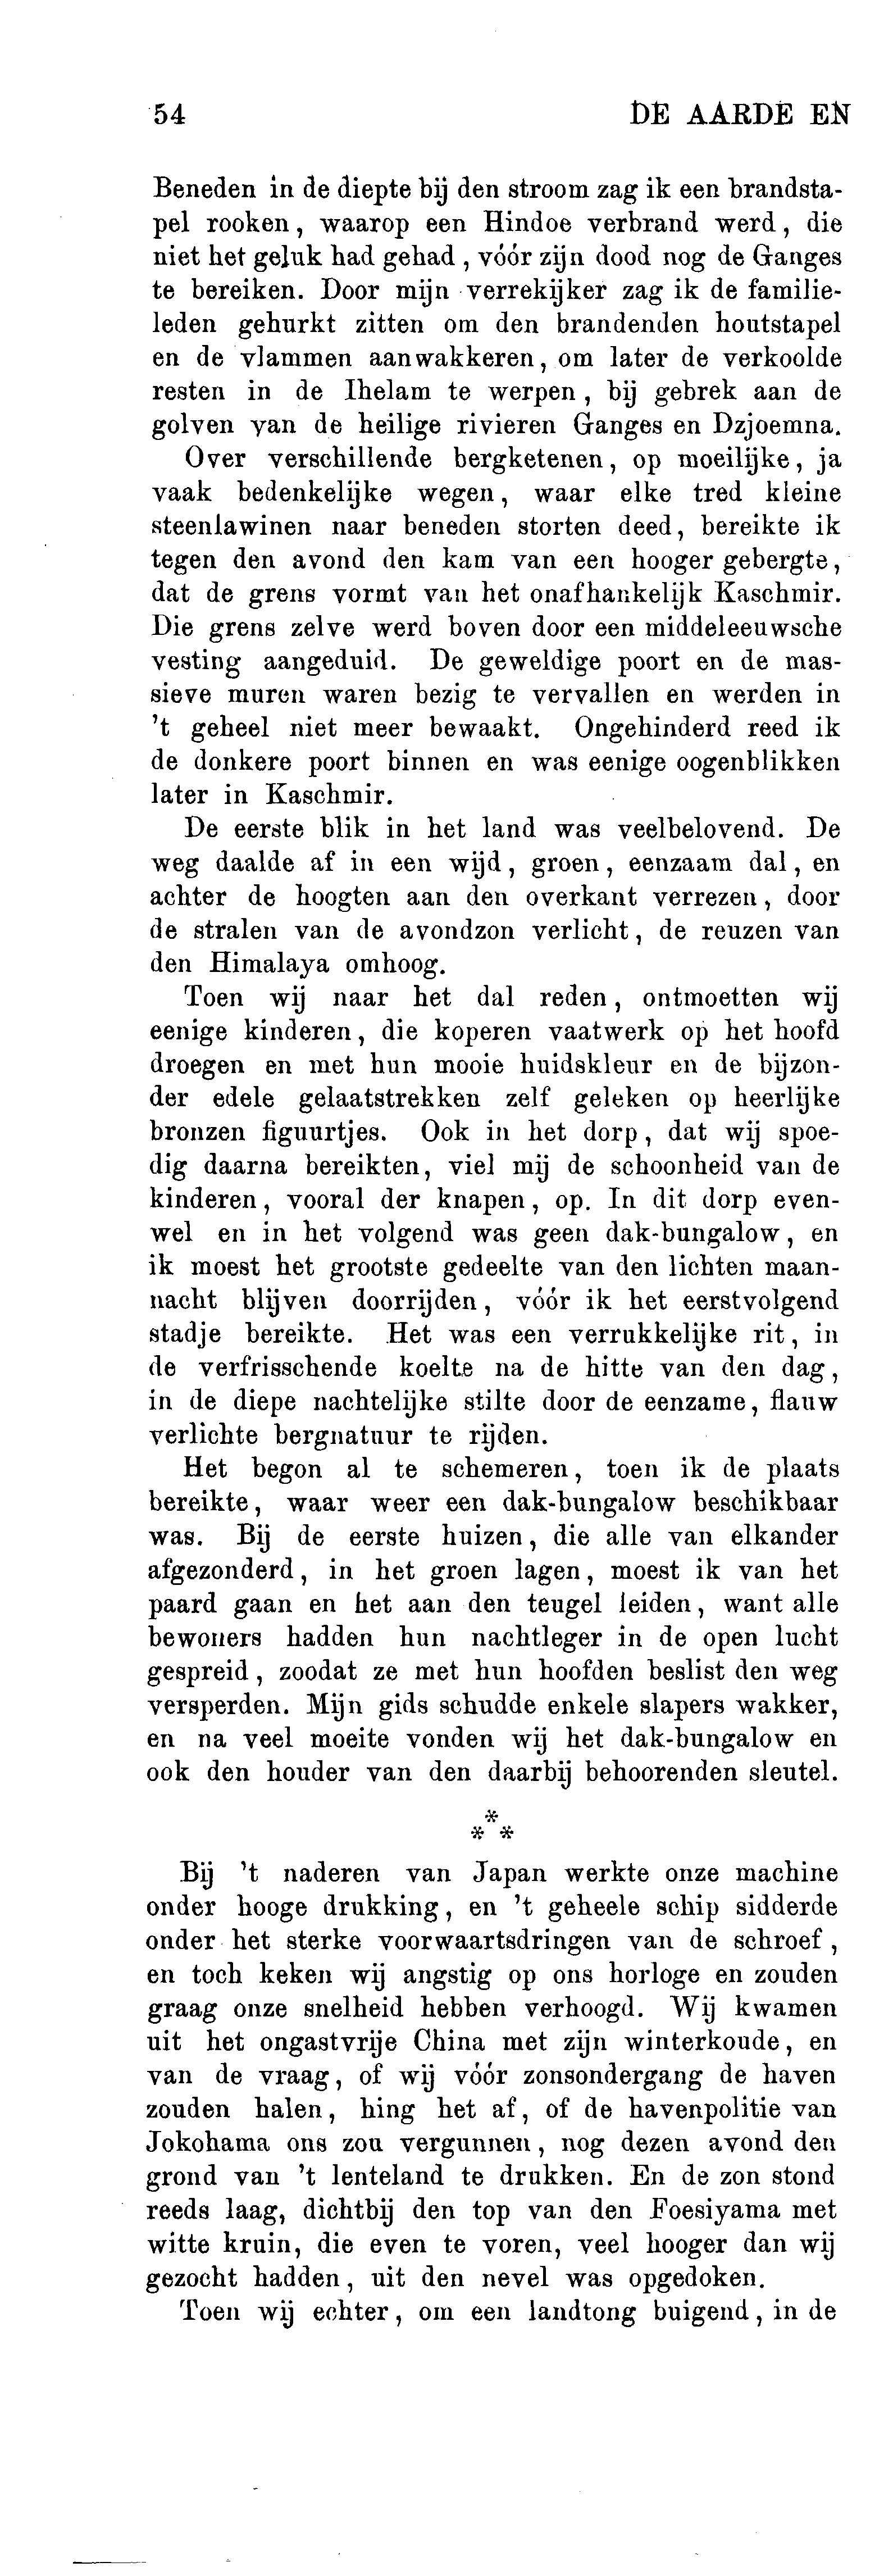 54 DE AARDE EN
Beneden in de diepte bij den stroom zag ik een brandsta-
pel rooken, waarop een Hindoe verbrand werd, die
niet het geluk had gehad, vóór zijn dood nog de Ganges
te bereiken. Door mijn verrekijker zag ik de familie-
leden gehurkt zitten om den brandenden houtstapel
en de vlammen aanwakkeren, om later de verkoolde
resten in de Ihelam te werpen, bij gebrek aan de
golven van de heilige rivieren Ganges en Dzjoemna.
Over verschillende bergketenen, op moeilijke, ja
vaak bedenkelijke wegen, waar elke tred kleine
steenlawinen naar beneden storten deed, bereikte ik
tegen den avond den kam van een hooger gebergte,
dat de grens vormt van het onafhankelijk Kaschmir.
Die grens zelve werd boven door een middeleeuwsche
vesting aangeduid. De geweldige poort en de mas-
sieve muren waren bezig te vervallen en werden in
't geheel niet meer bewaakt. Ongehinderd reed ik
de donkere poort binnen en was eenige oogenblikken
later in Kaschmir.
De eerste blik in het land was veelbelovend. De
weg daalde af in een wijd, groen, eenzaam dal, en
achter de hoogten aan den overkant verrezen, door
de stralen van de avondzon verlicht, de reuzen van
den Himalaya omhoog.
Toen wij naar het dal reden, ontmoetten wij
eenige kinderen, die koperen vaatwerk op het hoofd
droegen en met hun mooie huidskleur en de bijzon-
der edele gelaatstrekken zelf geleken op heerlijke
bronzen figuurtjes. Ook in het dorp, dat wij spoe-
dig daarna bereikten, viel mij de schoonheid van de
kinderen, vooral der knapen, op. In dit dorp even-
wel en in het volgend was geen dak-bungalow, en
ik moest het grootste gedeelte van den lichten maan-
nacht blijven doorrijden, vóór ik het eerstvolgend
stadje bereikte. Het was een verrukkelijke rit, in
de verfrisschende koelte na de hitte van den dag,
in de diepe nachtelijke stilte door de eenzame, flauw
verlichte bergnatuur te rijden.
Het begon al te schemeren, toen ik de plaats
bereikte, waar weer een dak-bungalow beschikbaar
was. Bij de eerste huizen, die alle van elkander
afgezonderd, in het groen lagen, moest ik van het
paard gaan en het aan den teugel leiden, want alle
bewoners hadden hun nachtleger in de open lucht
gespreid, zoodat ze met hun hoofden beslist den weg
versperden. Mijn gids schudde enkele slapers wakker,
en na veel moeite vonden wij het dak-bungalow en
ook den houder van den daarbij behoorenden sleutel.
*
* *
Bij 't naderen van Japan werkte onze machine
onder hooge drukking, en 't geheele schip sidderde
onder het sterke voorwaartsdringen van de schroef,
en toch keken wij angstig op ons horloge en zouden
graag onze snelheid hebben verhoogd. Wij kwamen
uit het ongastvrije China met zijn winterkoude, en
van de vraag, of wij vóór zonsondergang de haven
zouden halen, hing het af, of de havenpolitie van
Jokohama ons zou vergunnen, nog dezen avond den
grond van 't lenteland te drukken. En de zon stond
reeds laag, dichtbij den top van den Foesiyama met
witte kruin, die even te voren, veel hooger dan wij
gezocht hadden, uit den nevel was opgedoken.
Toen wij echter, om een landtong buigend, in de